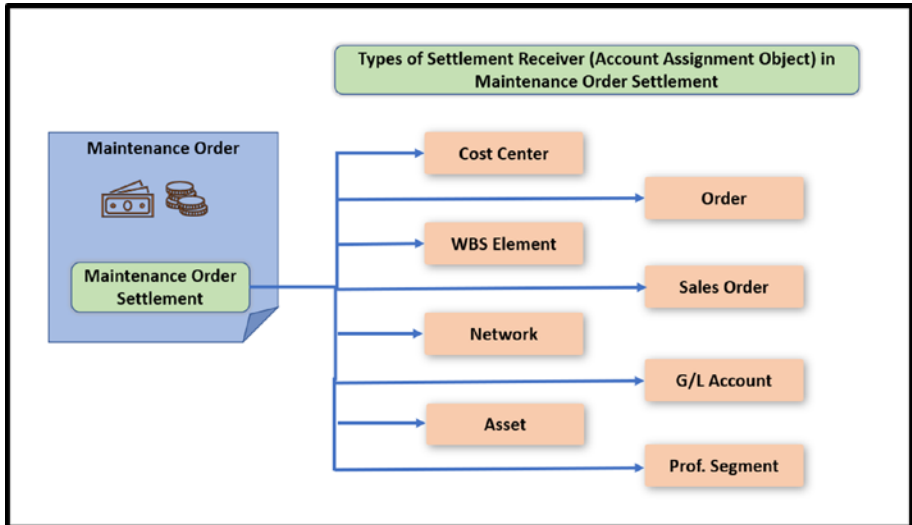 Types of Settlement Receiver (Account Assignment Object) in
Maintenance Order Settlement
Maintenance Order
Maintenance Order
Settlement
Cost Center
Order
WBS Element
Sales Order
Network
G/L Account
Asset
Prof. Segment